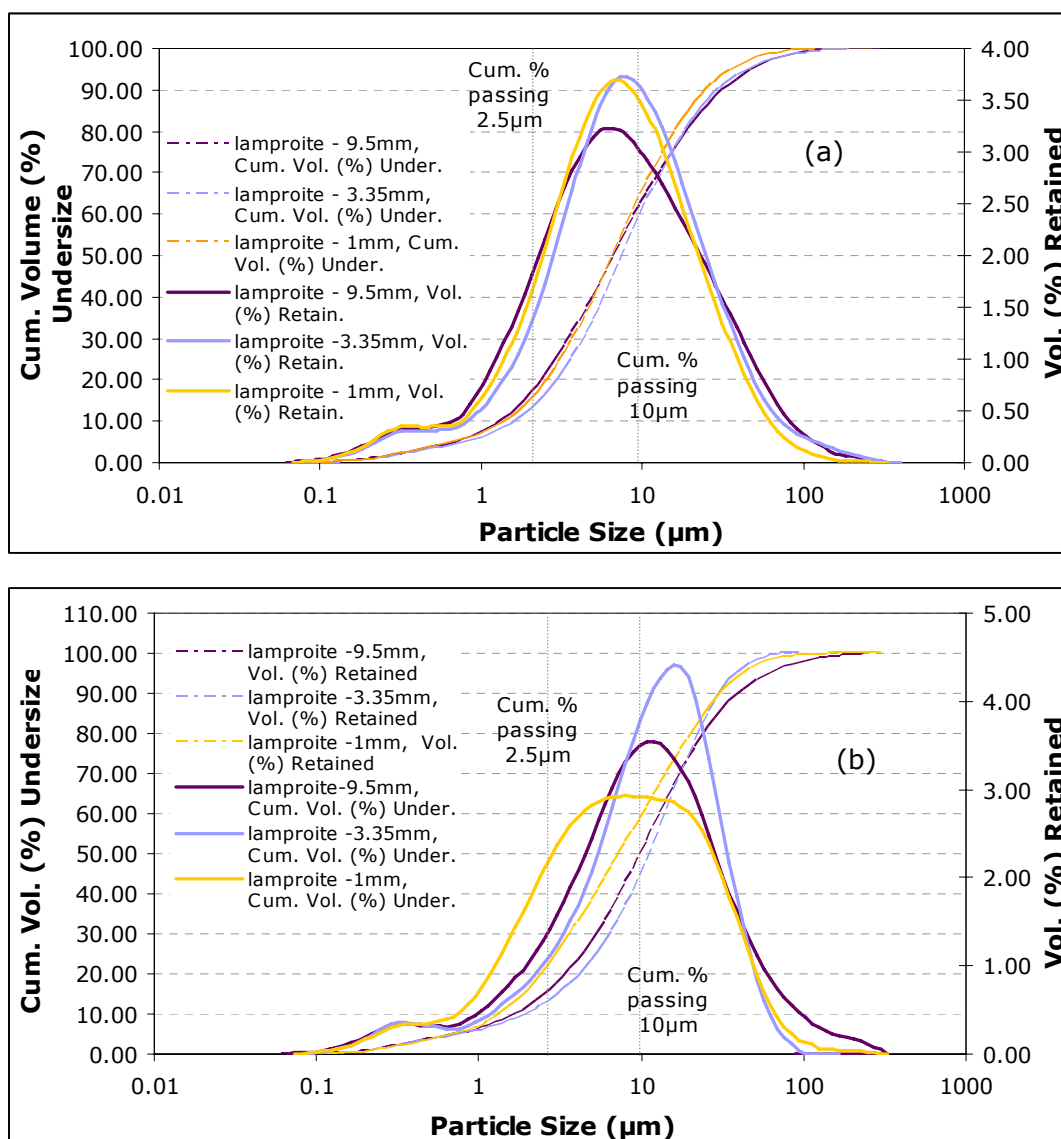 100.00
90.00
80.00
70.00
60.00
50.00
40.00
30.00
20.00
10.00
0.00
Cum. Volume (%)
Undersize
Cum. %
passing
2.5µm
(a)
lamproite - 9.5mm,
Cum. Vol. (%) Under.
lamproite - 3.35mm,
Cum. Vol. (%) Under.
lamproite - 1mm, Cum.
Vol. (%) Under.
lamproite - 9.5mm, Vol.
(%) Retain.
lamproite -3.35mm, Vol.
(%) Retain.
lamproite - 1mm, Vol.
(%) Retain.
Cum. %
passing
10µm
4.00
3.50
3.00
2.50
2.00
1.50
1.00
0.50
0.00
Vol. (%) Retained
0.01
0.1
1
10
100
1000
Particle Size (µm)
110.00
100.00
90.00
80.00
70.00
60.00
50.00
40.00
30.00
20.00
10.00
0.00
Cum. Vol. (%) Undersize
lamproite -9.5mm,
Vol. (%) Retained
lamproite -3.35mm,
Vol. (%) Retained
lamproite -1mm, Vol.
(%) Retained
lamproite-9.5mm,
Cum. Vol. (%) Under.
lamproite -3.35mm,
Cum. Vol. (%) Under.
lamproite -1mm,
Cum. Vol. (%) Under.
Cum. %
passing
2.5µm
(b)
Cum. %
passing
10µm
5.00
4.00
3.00
2.00
1.00
0.00
Vol. (%) Retained
0.01
0.1
1
10
100
1000
Particle Size (µm)